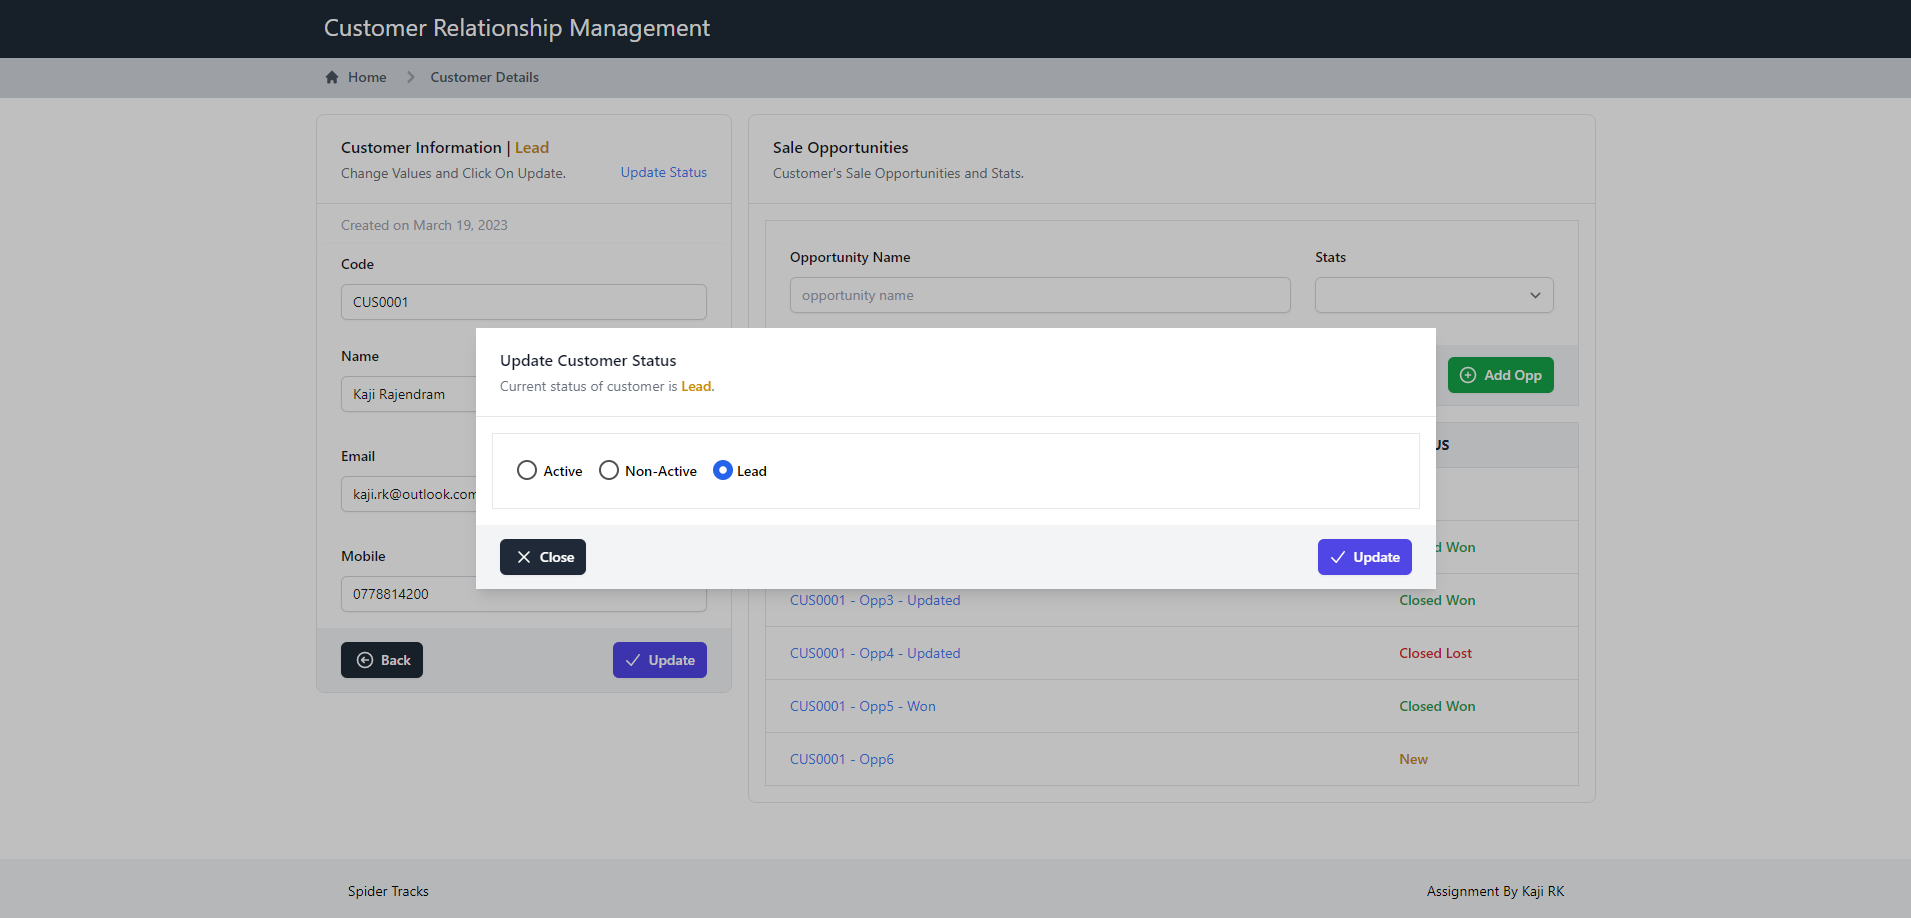 Customer Relationship Management
Home
Customer Details
Customer Information | Lead
Change Values and Click On Update.
Update Status
Created on March 19, 2023
Code
CUS0001
Name
Kaji Rajendram
Email
kaji.rk@outlook.com
Mobile
0778814200
Back
Update
Sale Opportunities
Customer's Sale Opportunities and Stats.
Opportunity Name
Stats
opportunity name
Add Opp
Update Customer Status
Current status of customer is Lead.
Active
Non-Active
Lead
Close
Update
Won
CUS0001 - Opp3 - Updated
Closed Won
CUS0001 - Opp4 - Updated
Closed Lost
CUS0001 - Opp5 - Won
Closed Won
CUS0001 - Opp6
New
Spider Tracks
Assignment By Kaji RK